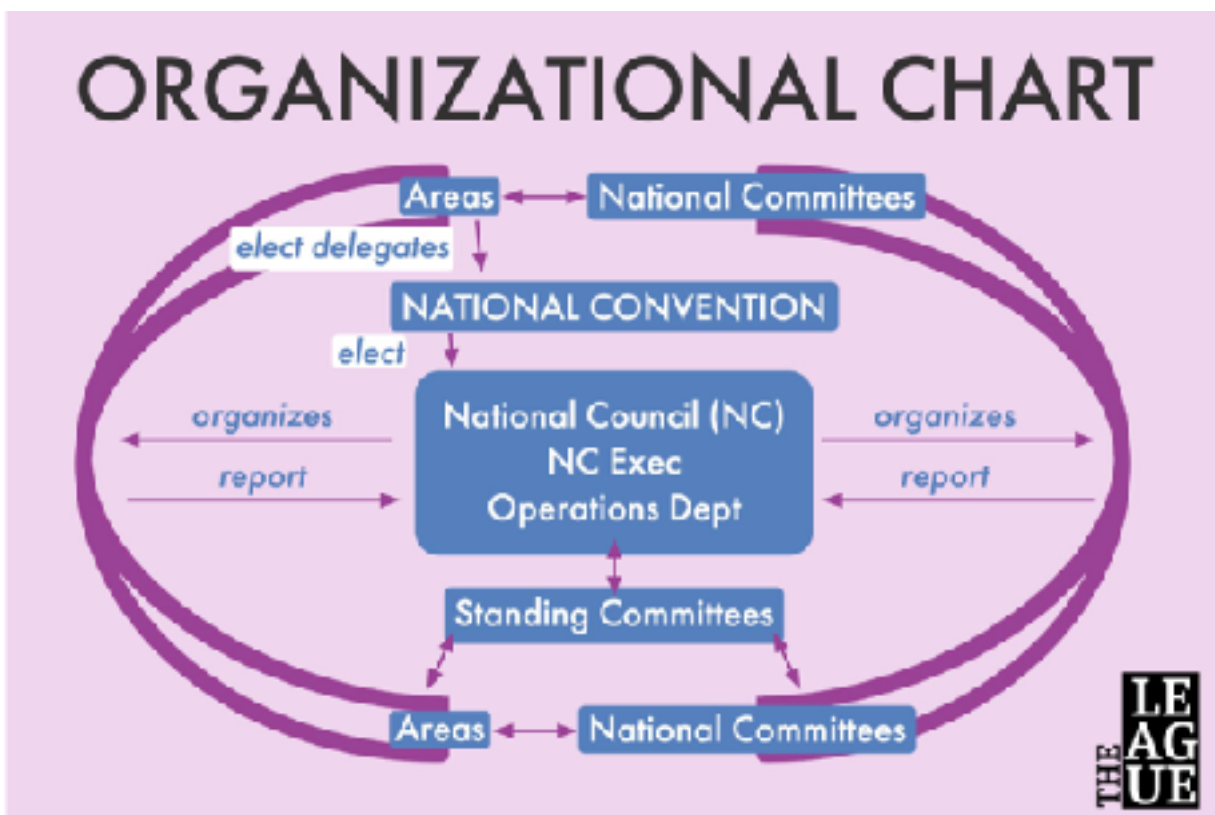 ORGANIZATIONAL CHART
Areas
National Committees
elect delegates
NATIONAL CONVENTION
elect
National Council (NC)
NC Exec
Operations Dept
organizes
report
organizes
report
Standing Committees
Areas
National Committees
THE
LE
AG
UE